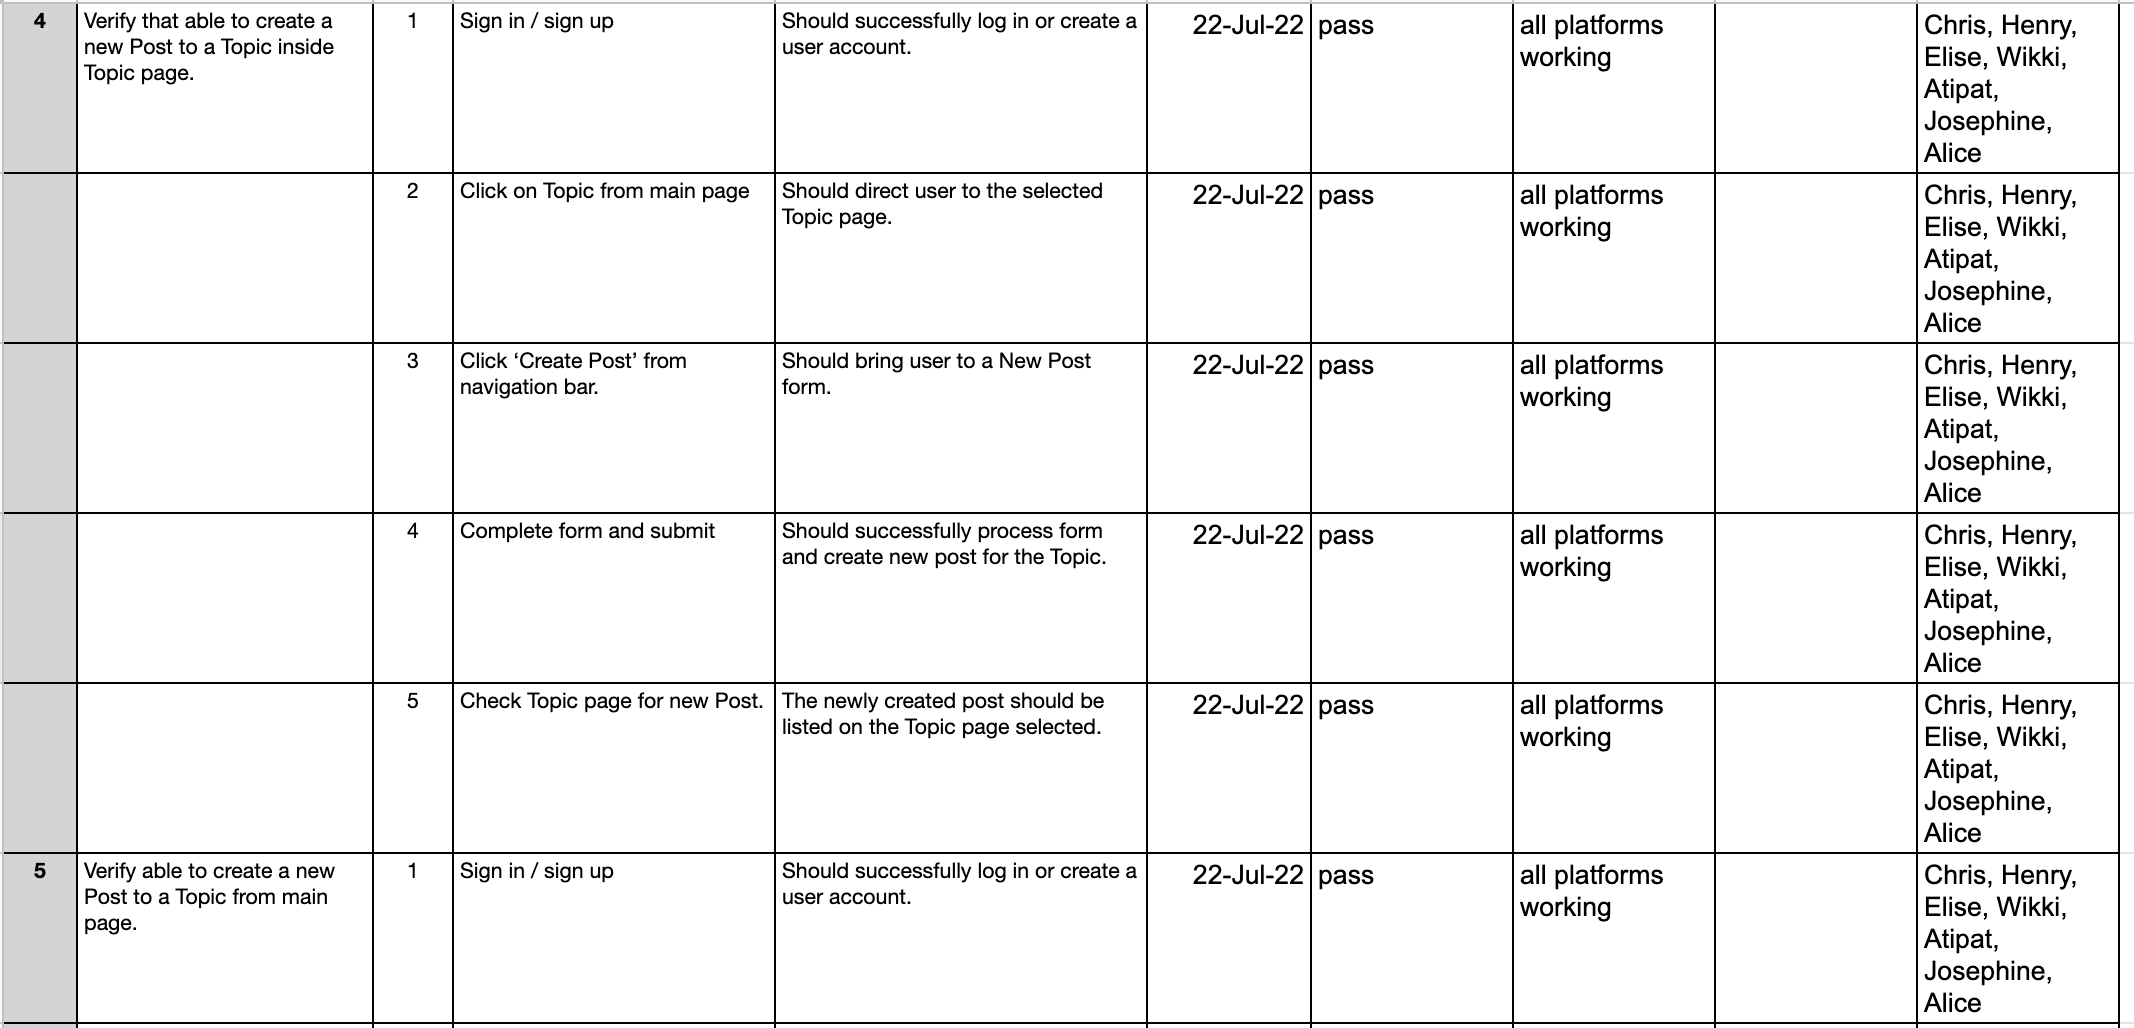 4
Verify that able to create a
new Post to a Topic inside
Topic page.
1
Sign in / sign up
Should successfully log in or create a
user account.
22-Jul-22
pass
all platforms
working
Chris, Henry,
Elise, Wikki,
Atipat,
Josephine,
Alice
2
Click on Topic from main page
Should direct user to the selected
Topic page.
22-Jul-22
pass
all platforms
working
Chris, Henry,
Elise, Wikki,
Atipat,
Josephine,
Alice
3
Click ‘Create Post’ from
navigation bar.
Should bring user to a New Post
form.
22-Jul-22
pass
all platforms
working
Chris, Henry,
Elise, Wikki,
Atipat,
Josephine,
Alice
4
Complete form and submit
Should successfully process form
and create new post for the Topic.
22-Jul-22
pass
all platforms
working
Chris, Henry,
Elise, Wikki,
Atipat,
Josephine,
Alice
5
Check Topic page for new Post.
The newly created post should be
listed on the Topic page selected.
22-Jul-22
pass
all platforms
working
Chris, Henry,
Elise, Wikki,
Atipat,
Josephine,
Alice
5
Verify able to create a new
Post to a Topic from main
page.
1
Sign in / sign up
Should successfully log in or create a
user account.
22-Jul-22
pass
all platforms
working
Chris, Henry,
Elise, Wikki,
Atipat,
Josephine,
Alice